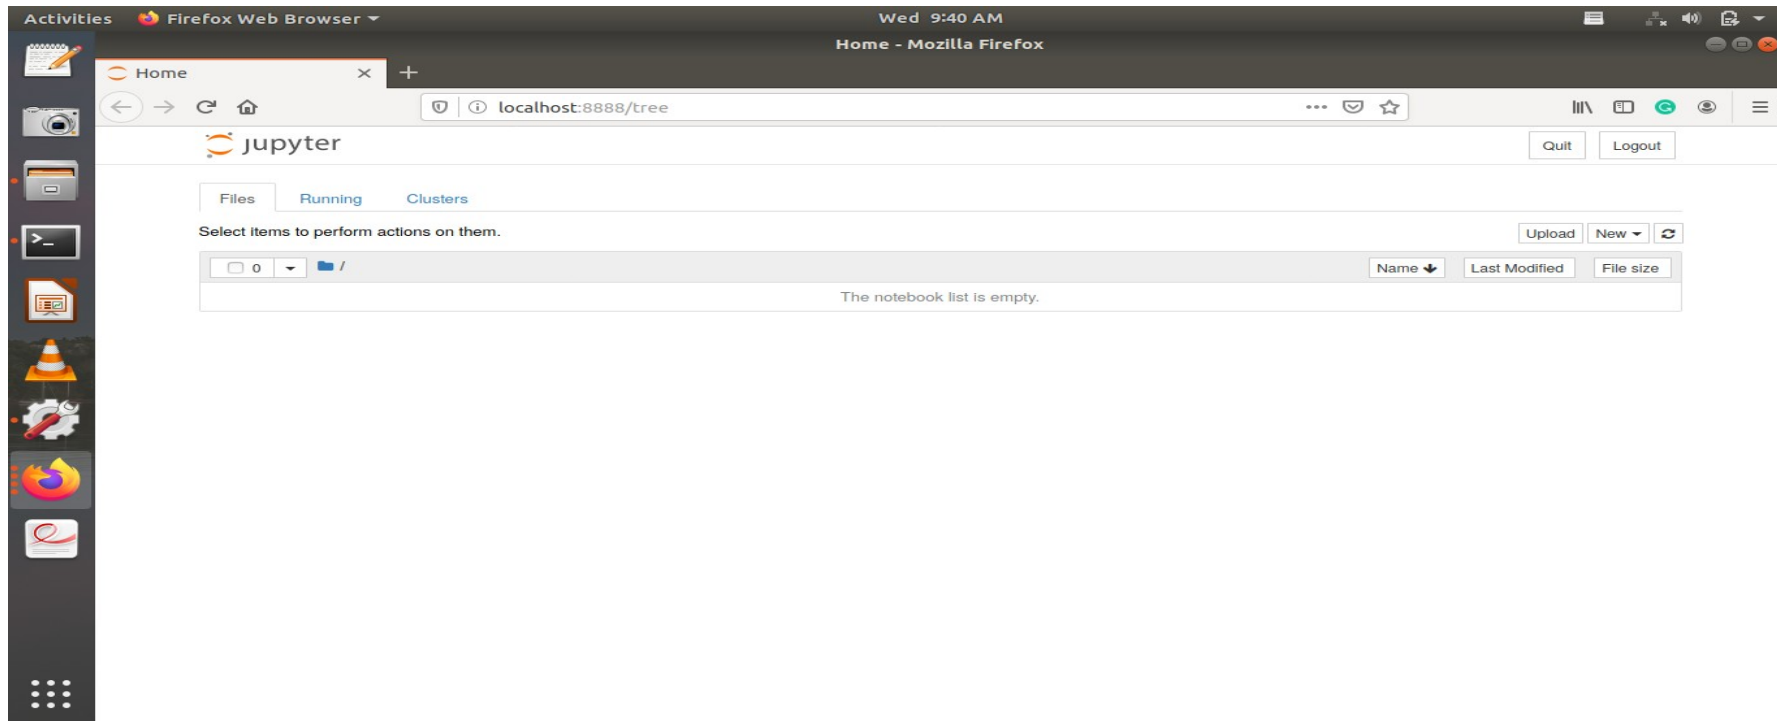 Activities Firefox Web Browser Wed 9:40 AM
Home - Mozilla Firefox
Home
localhost:8888/tree
jupyter Quit Logout
Files Running Clusters
Select items to perform actions on them. Upload New
0 / Name Last Modified File size
The notebook list is empty.